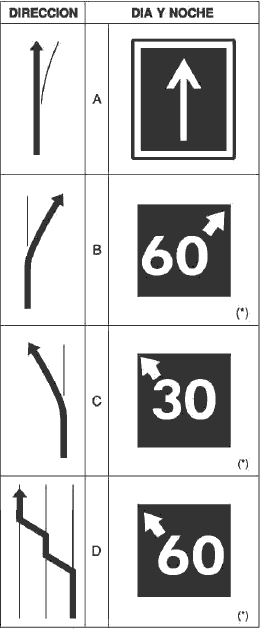 DIRECCION DIA Y NOCHE
A
B 60
(*)
C 30
(*)
D 60
(*)